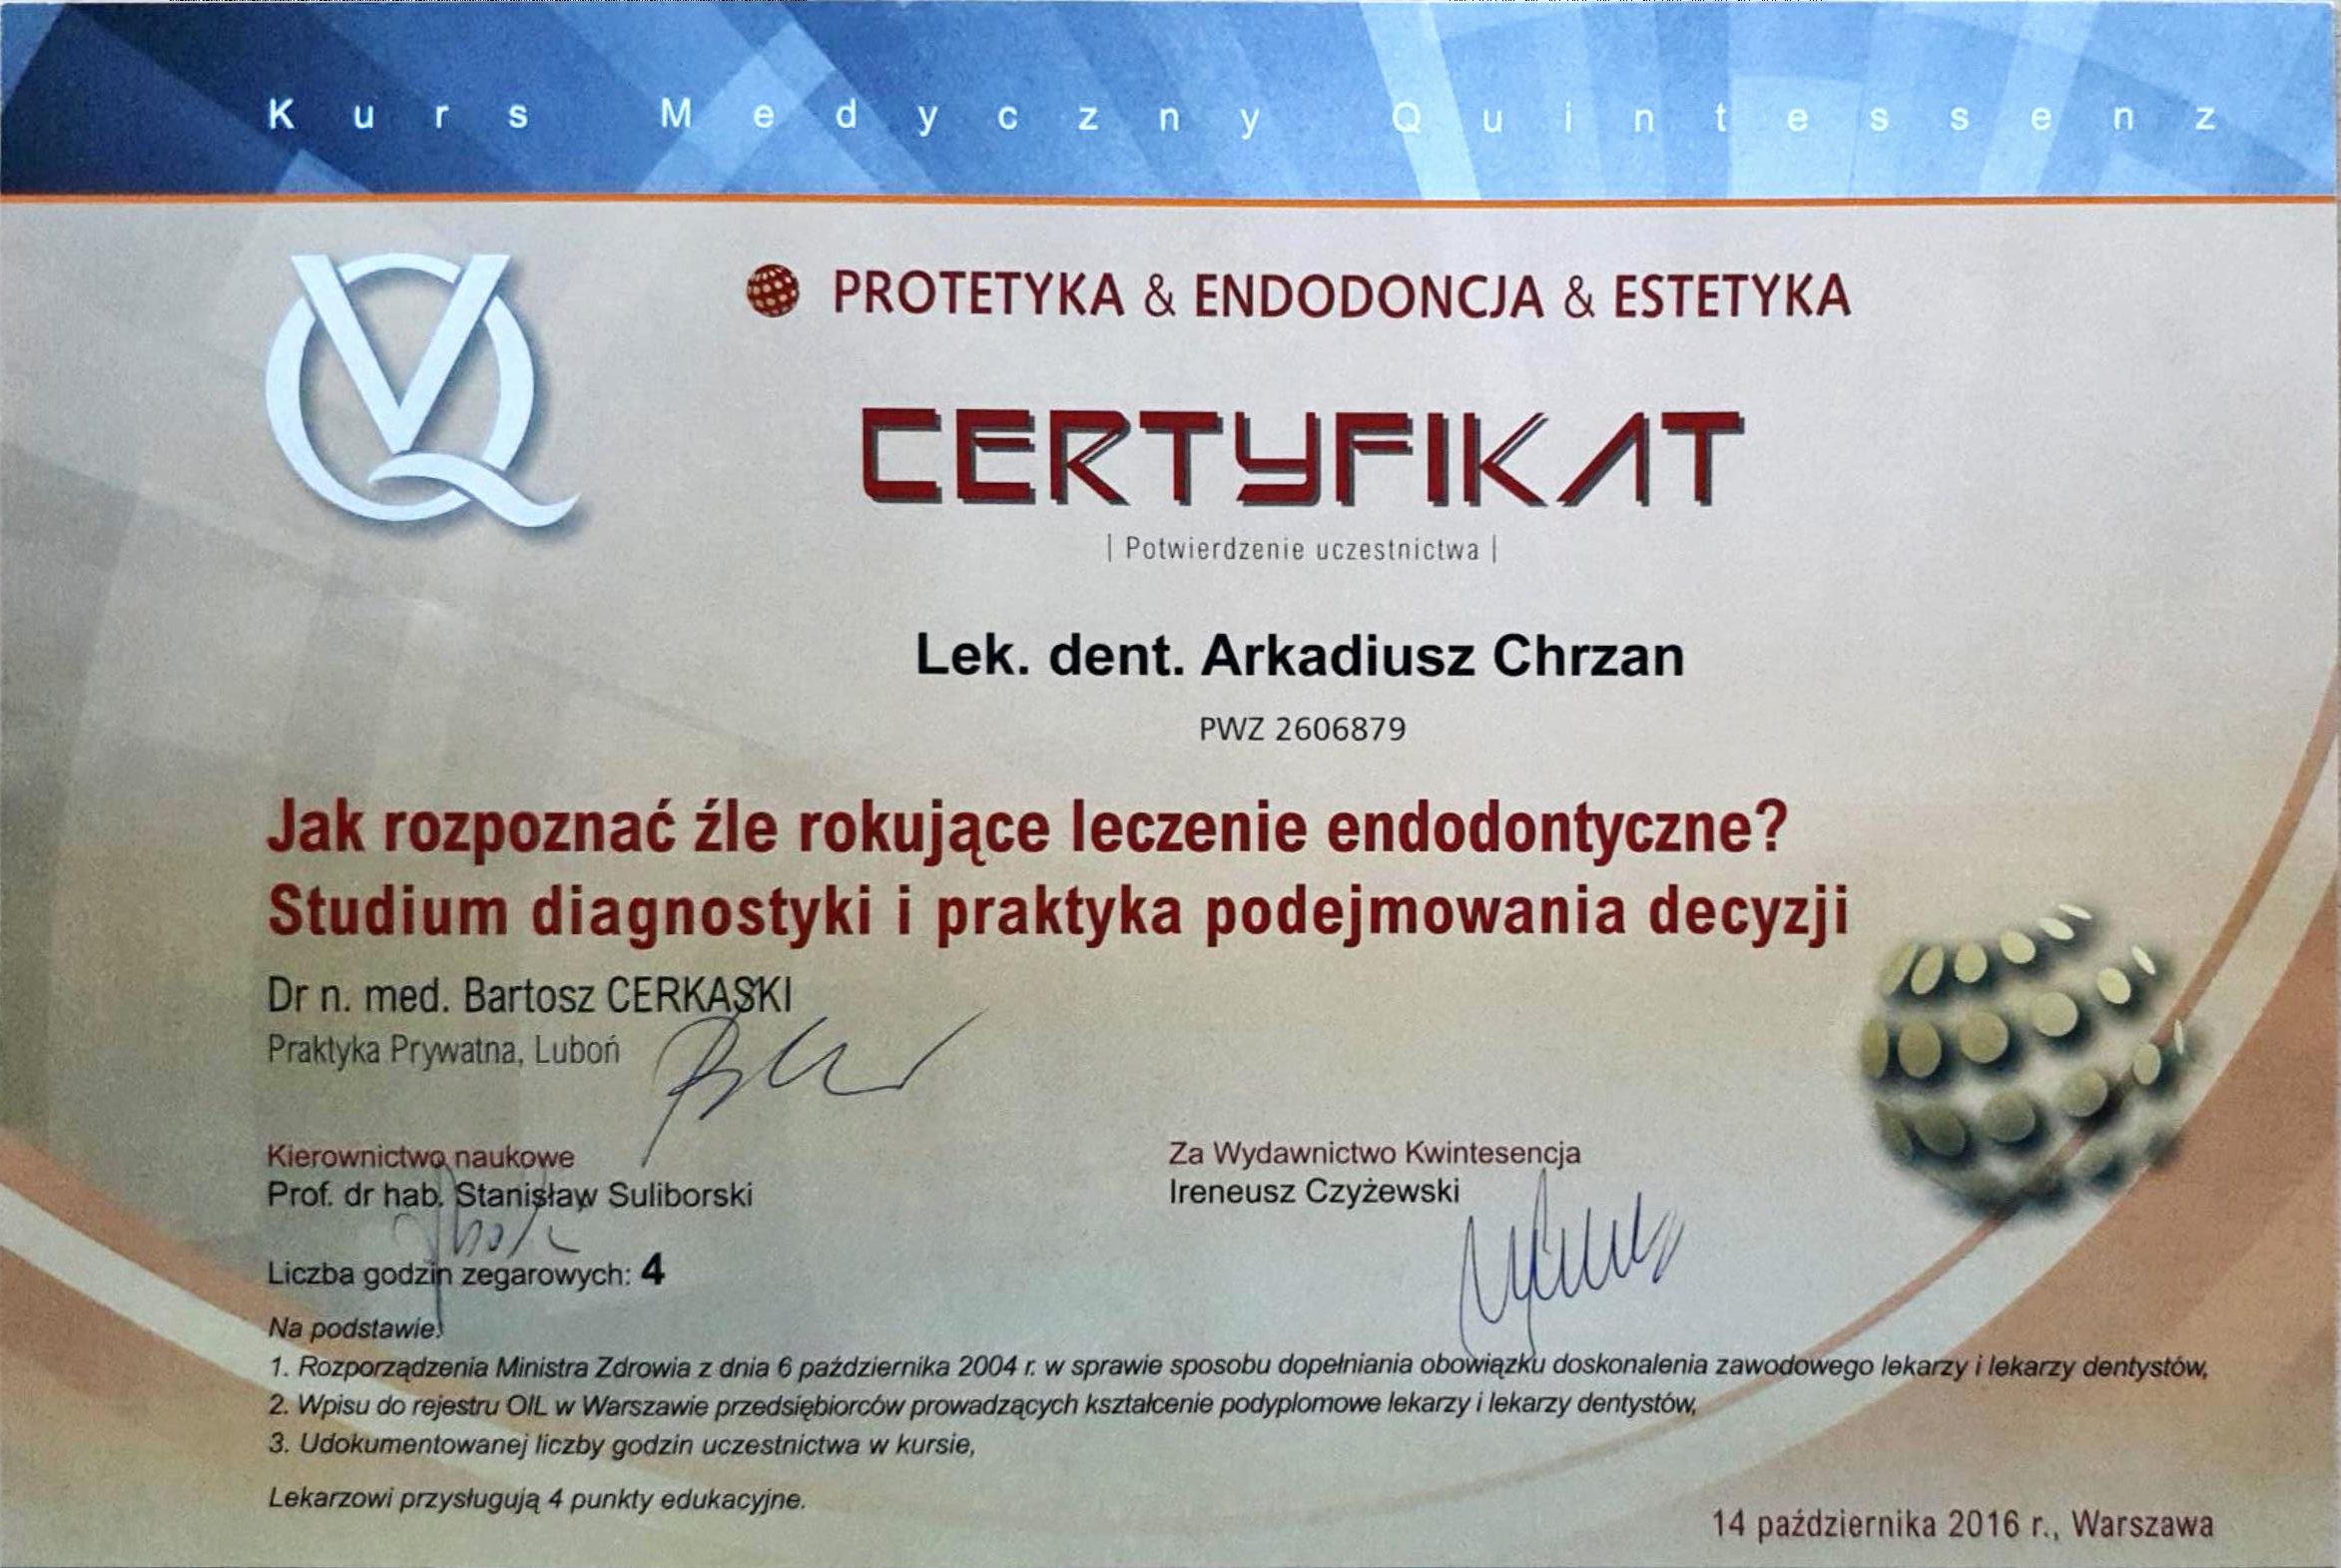 Kurs Medyczny Quintessenz
VQ
PROTETYKA & ENDODONCJA & ESTETYKA
CERTYFIKAT
| Potwierdzenie uczestnictwa |
Lek. dent. Arkadiusz Chrzan
PWZ 2606879
Jak rozpoznać źle rokujące leczenie endodontyczne?
Studium diagnostyki i praktyka podejmowania decyzji
Dr n. med. Bartosz CERKASKI
Praktyka Prywatna, Luboń
Kierownictwo naukowe
Prof. dr hab. Stanisław Suliborski
Za Wydawnictwo Kwintesencja
Ireneusz Czyżewski
Liczba godzin zegarowych: 4
Na podstawie:
1. Rozporządzenia Ministra Zdrowia z dnia 6 października 2004 r. w sprawie sposobu dopełniania obowiązku doskonalenia zawodowego lekarzy i lekarzy dentystów,
2. Wpisu do rejestru OIL w Warszawie przedsiębiorców prowadzących kształcenie podyplomowe lekarzy i lekarzy dentystów,
3. Udokumentowanej liczby godzin uczestnictwa w kursie,
Lekarzowi przysługują 4 punkty edukacyjne.
14 października 2016 r., Warszawa